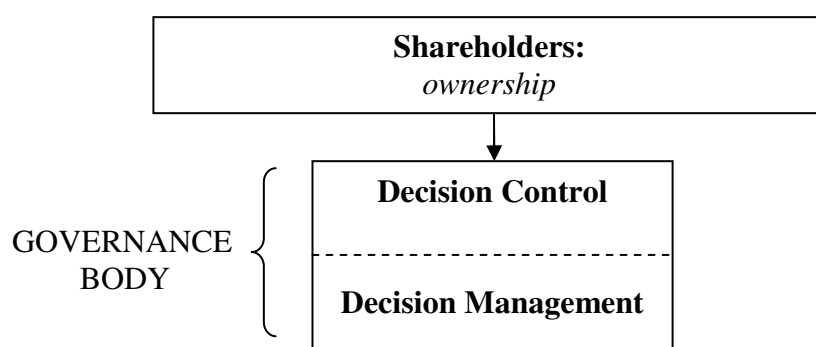 Shareholders:
ownership
Decision Control
GOVERNANCE
BODY
Decision Management